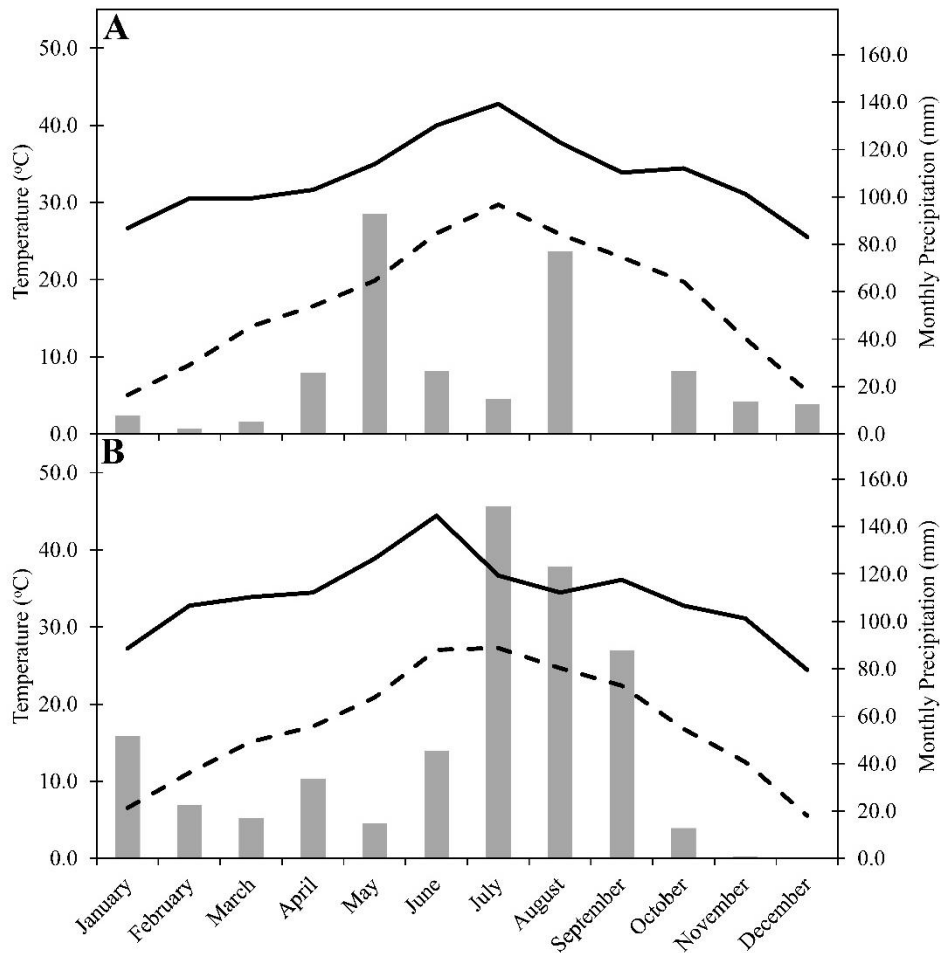 A
50.0
40.0
30.0
20.0
10.0
0.0
Temperature (ºC)
160.0
140.0
120.0
100.0
80.0
60.0
40.0
20.0
0.0
Monthly Precipitation (mm)
B
50.0
40.0
30.0
20.0
10.0
0.0
Temperature (ºC)
160.0
140.0
120.0
100.0
80.0
60.0
40.0
20.0
0.0
Monthly Precipitation (mm)
January
February
March
April
May
June
July
August
September
October
November
December